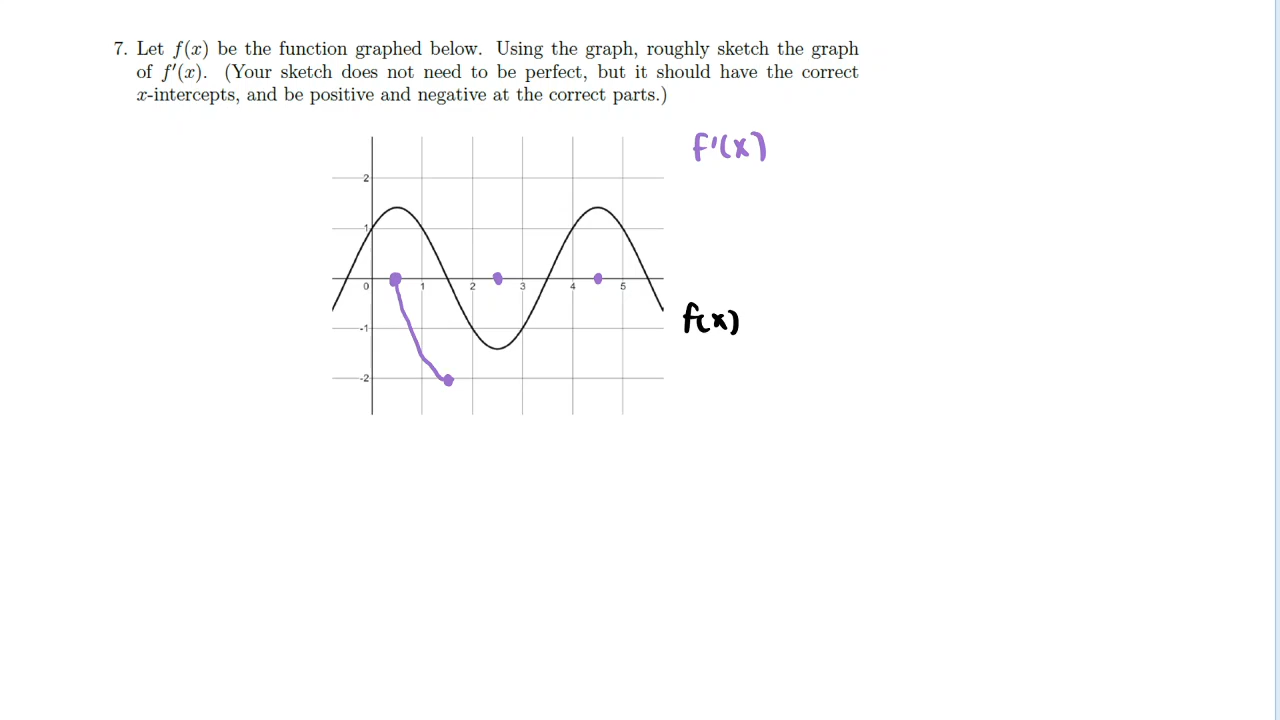 7. Let f(x) be the function graphed below. Using the graph, roughly sketch the graph
of f′(x). (Your sketch does not need to be perfect, but it should have the correct
x-intercepts, and be positive and negative at the correct parts.)
f'(x)
2
1
0 1 2 3 4 5
f(x)
-1
-2